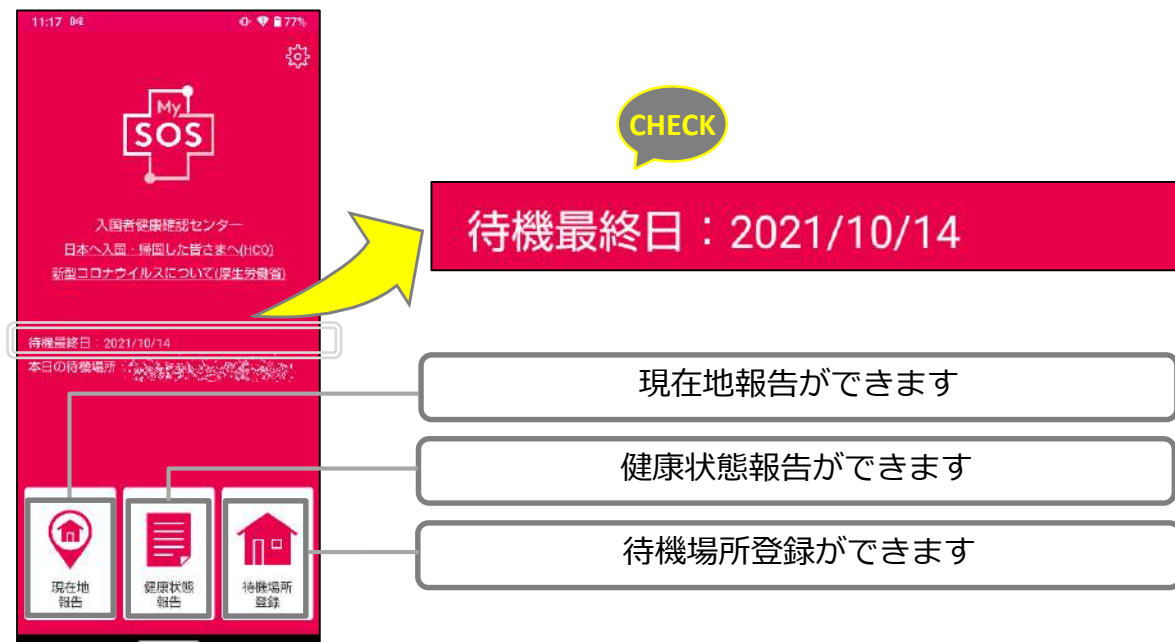 11:17
77%
My
SOS
入国者健康確認センター
日本へ入国・帰国した皆さまへ(HCO)
新型コロナウイルスについて(厚生労働省)
待機最終日：2021/10/14
本日の待機場所：
現在地
報告
健康状態
報告
待機場所
登録
CHECK
待機最終日：2021/10/14
現在地報告ができます
健康状態報告ができます
待機場所登録ができます